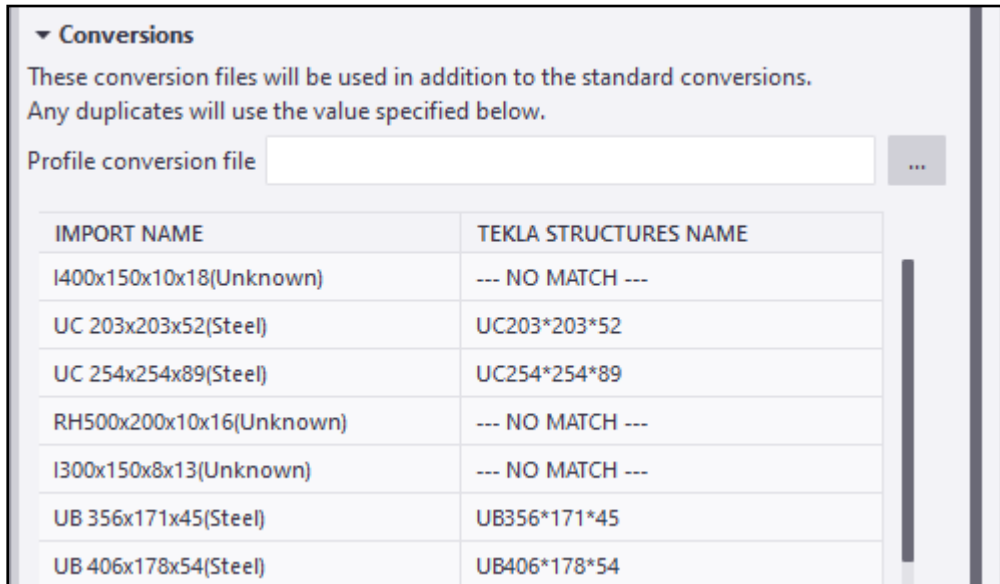 Conversions
These conversion files will be used in addition to the standard conversions.
Any duplicates will use the value specified below.
Profile conversion file ...
IMPORT NAME TEKLA STRUCTURES NAME
I400x150x10x18(Unknown) --- NO MATCH ---
UC 203x203x52(Steel) UC203*203*52
UC 254x254x89(Steel) UC254*254*89
RH500x200x10x16(Unknown) --- NO MATCH ---
I300x150x8x13(Unknown) --- NO MATCH ---
UB 356x171x45(Steel) UB356*171*45
UB 406x178x54(Steel) UB406*178*54